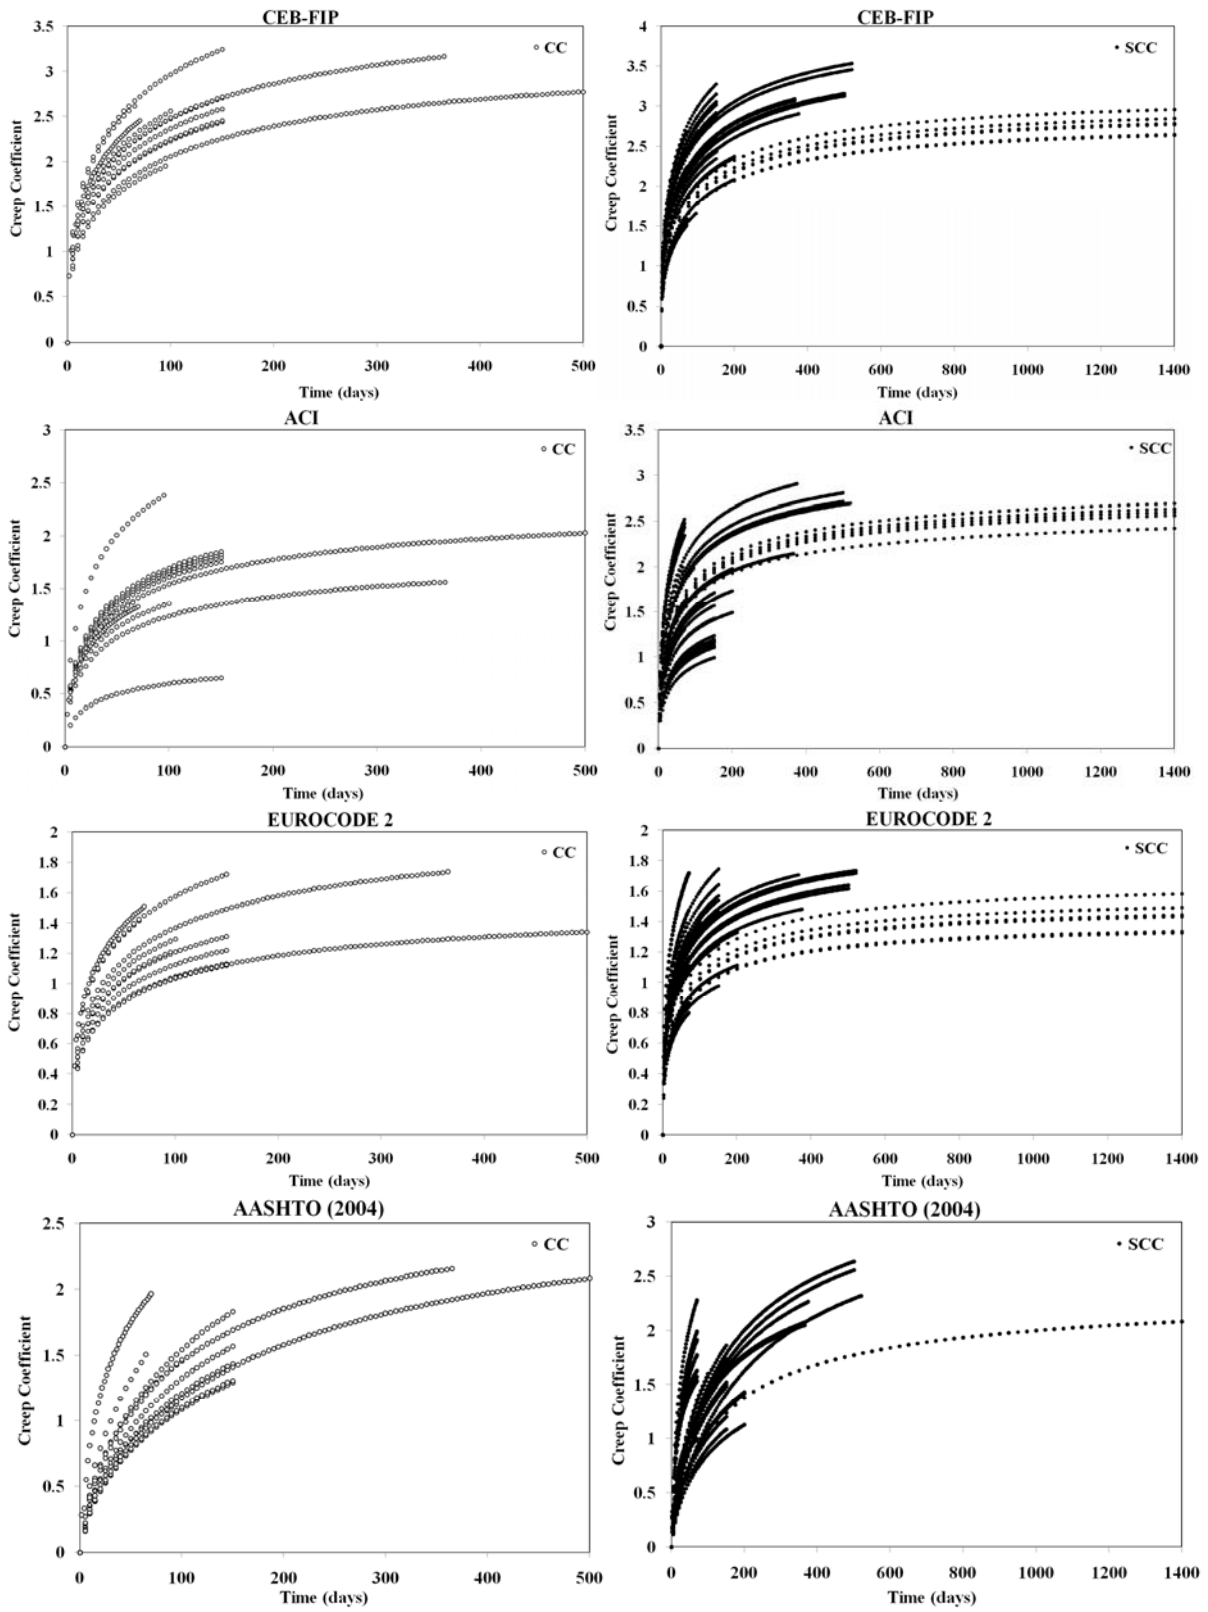 CEB-FIP
CC
3.5
3
2.5
2
1.5
1
0.5
0
Creep Coefficient
0 100 200 300 400 500
Time (days)
CEB-FIP
SCC
4
3.5
3
2.5
2
1.5
1
0.5
0
Creep Coefficient
0 200 400 600 800 1000 1200 1400
Time (days)
ACI
CC
3
2.5
2
1.5
1
0.5
0
Creep Coefficient
0 100 200 300 400 500
Time (days)
ACI
SCC
3.5
3
2.5
2
1.5
1
0.5
0
Creep Coefficient
0 200 400 600 800 1000 1200 1400
Time (days)
EUROCODE 2
CC
2
1.8
1.6
1.4
1.2
1
0.8
0.6
0.4
0.2
0
Creep Coefficient
0 100 200 300 400 500
Time (days)
EUROCODE 2
SCC
2
1.8
1.6
1.4
1.2
1
0.8
0.6
0.4
0.2
0
Creep Coefficient
0 200 400 600 800 1000 1200 1400
Time (days)
AASHTO (2004)
CC
2.5
2
1.5
1
0.5
0
Creep Coefficient
0 100 200 300 400 500
Time (days)
AASHTO (2004)
SCC
3
2.5
2
1.5
1
0.5
0
Creep Coefficient
0 200 400 600 800 1000 1200 1400
Time (days)